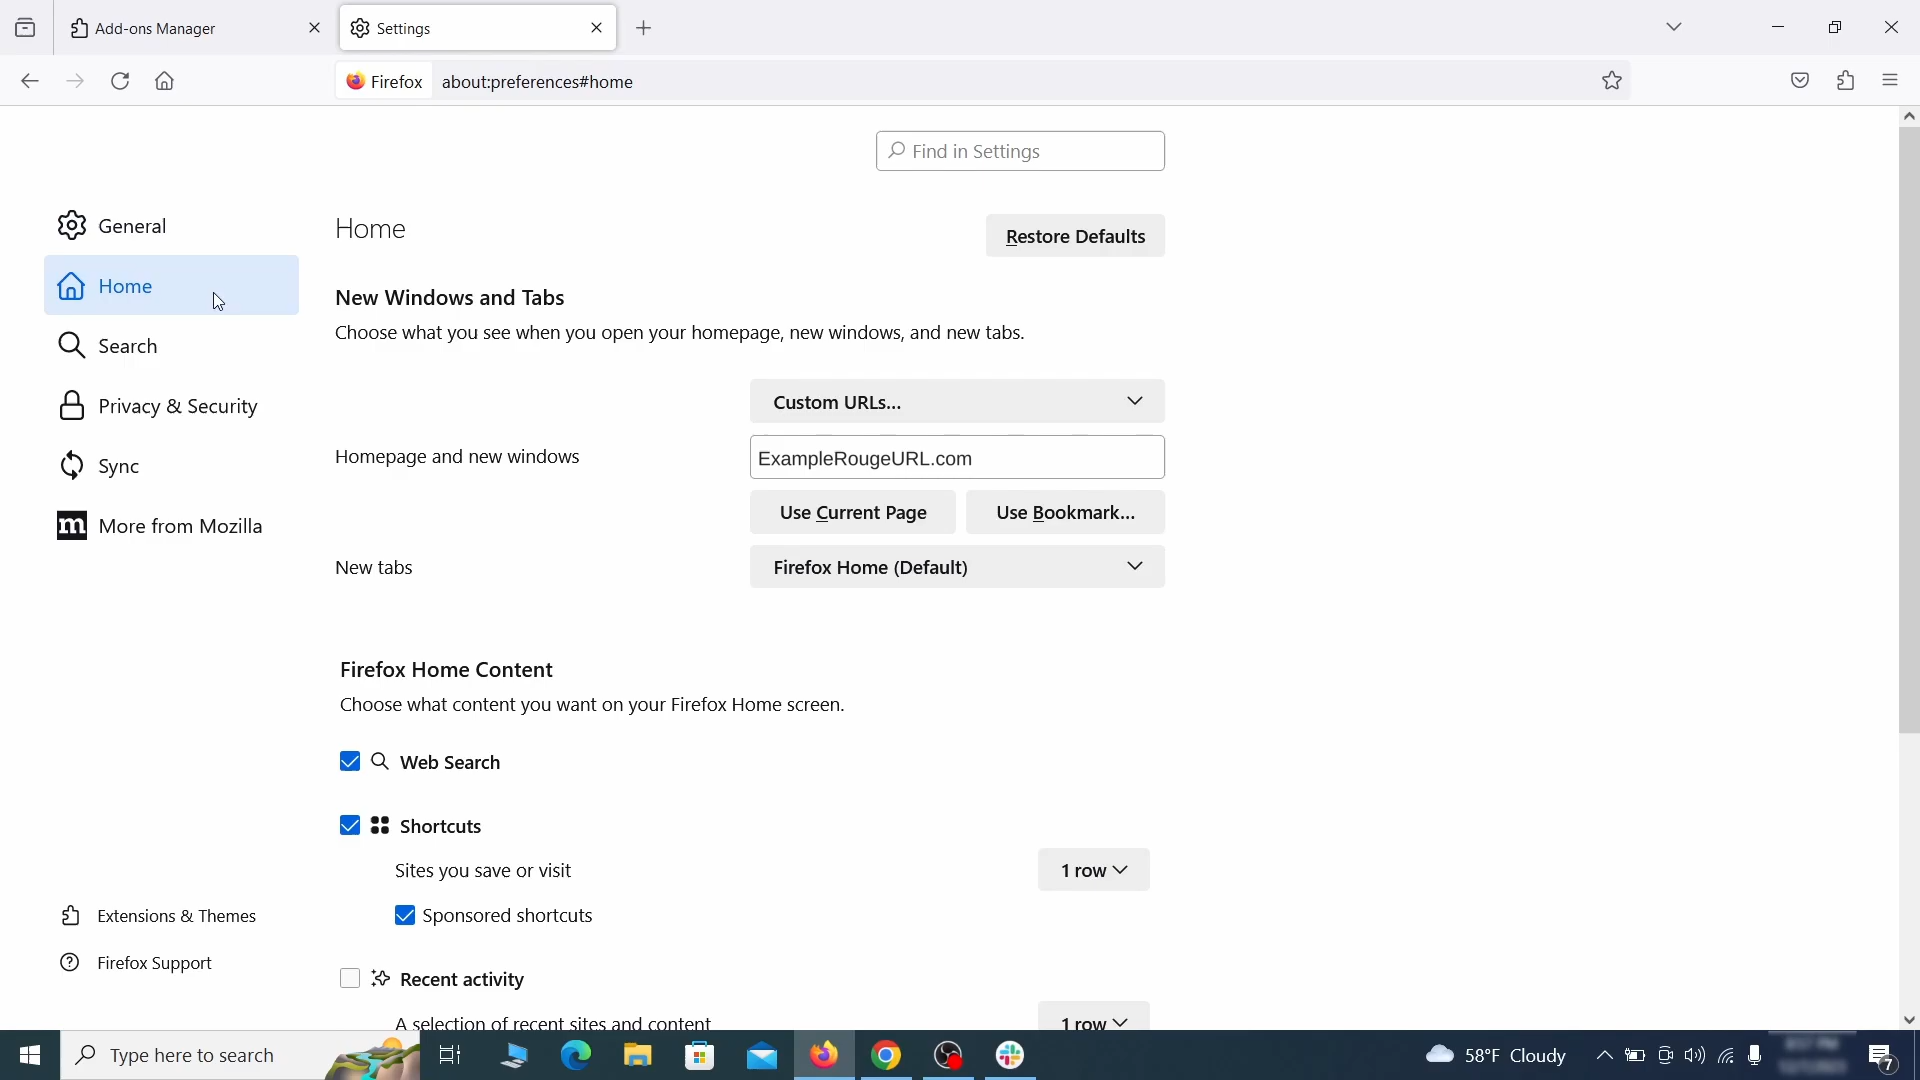 Add-ons Manager
Settings
Firefox about:preferences#home
Find in Settings
General
Home
Search
Privacy & Security
Sync
More from Mozilla
Extensions & Themes
Firefox Support
Home
Restore Defaults
New Windows and Tabs
Choose what you see when you open your homepage, new windows, and new tabs.
Custom URLs...
Homepage and new windows
ExampleRougeURL.com
Use Current Page
Use Bookmark...
New tabs
Firefox Home (Default)
Firefox Home Content
Choose what content you want on your Firefox Home screen.
Web Search
Shortcuts
Sites you save or visit
1 row
Sponsored shortcuts
Recent activity
A selection of recent sites and content
1 row
Type here to search
58°F Cloudy
7